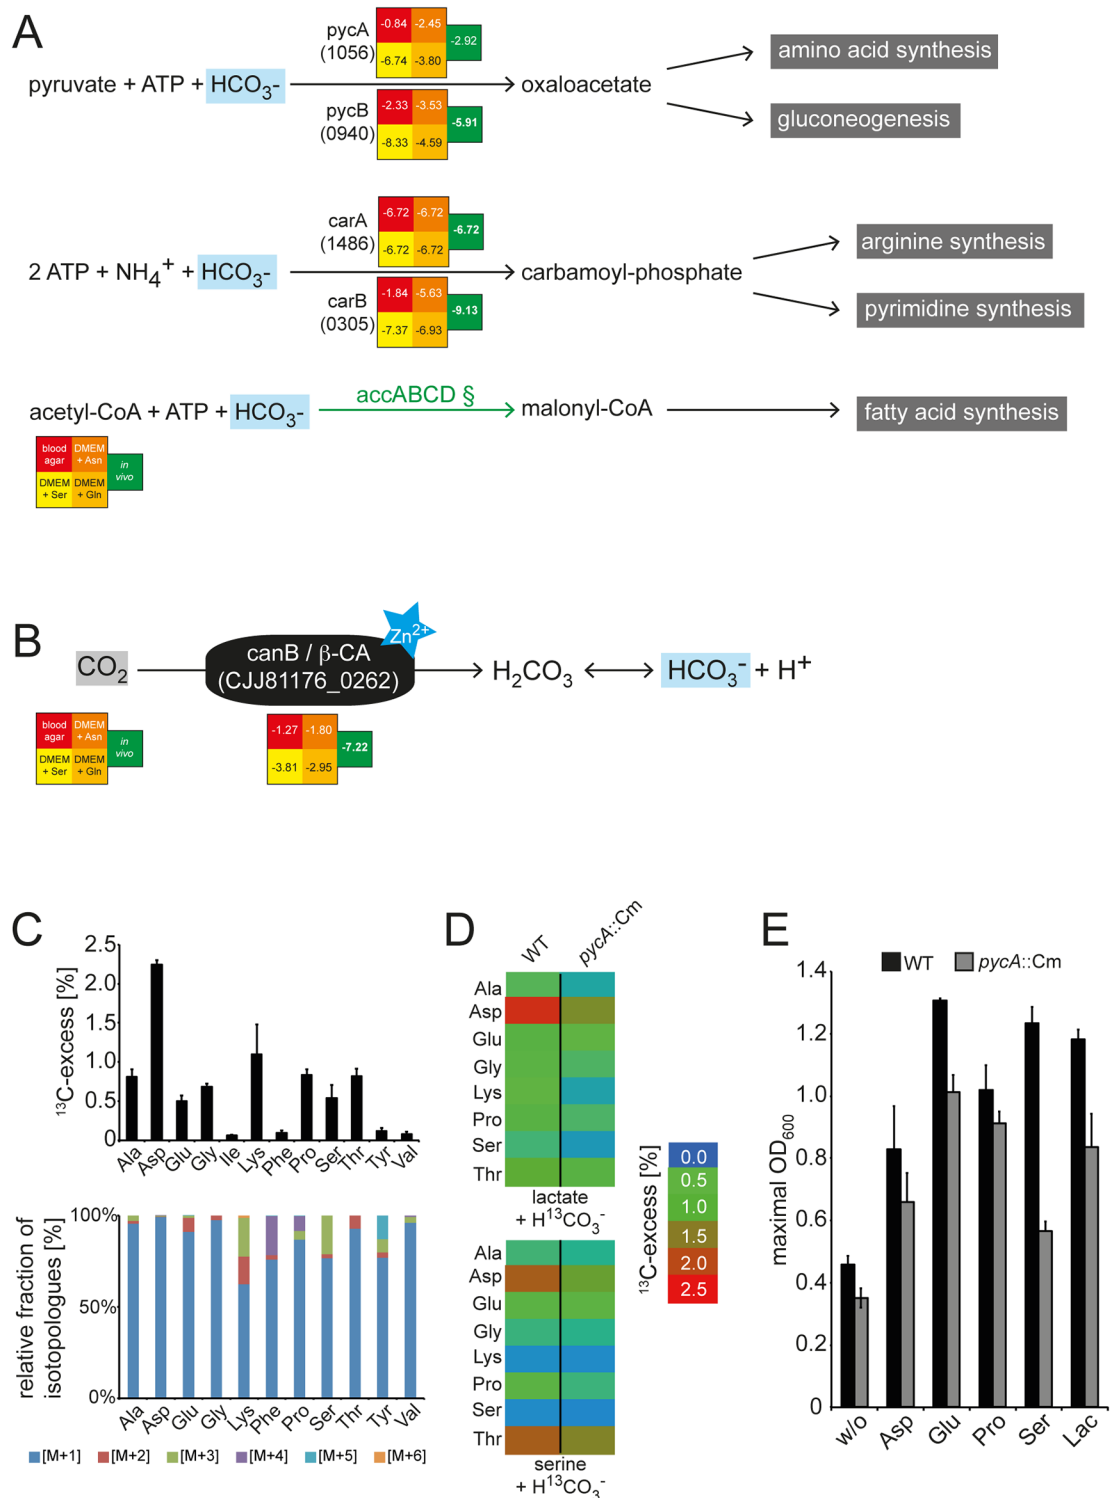 A
pycA
(1056)
-0.84 -2.45
-2.92
-6.74 -3.80
pyruvate + ATP + HCO3- oxaloacetate
amino acid synthesis
gluconeogenesis
pycB
(0940)
-2.33 -3.53
-5.91
-8.33 -4.59
carA
(1486)
-6.72 -6.72
-6.72
-6.72 -6.72
2 ATP + NH4+ + HCO3- carbamoyl-phosphate
arginine synthesis
pyrimidine synthesis
carB
(0305)
-1.84 -5.63
-9.13
-7.37 -6.93
accABCD §
acetyl-CoA + ATP + HCO3- malonyl-CoA fatty acid synthesis
blood agar
DMEM + Asn
in vivo
DMEM + Ser
DMEM + Gln
B
Zn2+
canB / β-CA
(CJJ81176_0262)
CO2 H2CO3 HCO3- + H+
blood agar
DMEM + Asn
in vivo
DMEM + Ser
DMEM + Gln
-1.27 -1.80
-7.22
-3.81 -2.95
C
13C-excess [%]
2.5
2.0
1.5
1.0
0.5
0
Ala Asp Glu Gly Ile Lys Phe Pro Ser Thr Tyr Val
relative fraction of
isotopologues [%]
100%
50%
0%
Ala Asp Glu Gly Lys Phe Pro Ser Thr Tyr Val
[M+1] [M+2] [M+3] [M+4] [M+5] [M+6]
D
WT pycA::Cm
Ala
Asp
Glu
Gly
Lys
Pro
Ser
Thr
lactate
+ H13CO3-
Ala
Asp
Glu
Gly
Lys
Pro
Ser
Thr
serine
+ H13CO3-
13C-excess [%]
0.0
0.5
1.0
1.5
2.0
2.5
E
WT pycA::Cm
maximal OD600
1.4
1.2
1.0
0.8
0.6
0.4
0.2
0
w/o Asp Glu Pro Ser Lac